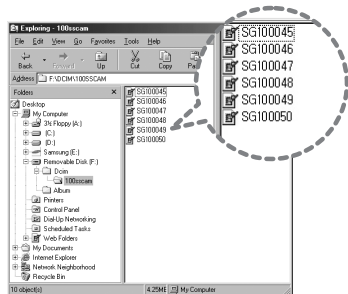 Exploring - 100sscam
File Edit View Go Favorites Tools Help
Back Forward Up Cut Copy Pa
Address F:\DCIM\100SSCAM
Folders ×
Desktop
My Computer
3½ Floppy (A:)
(C:)
(D:)
Samsung (E:)
Removable Disk (F:)
Dcim
100sscam
Album
Printers
Control Panel
Dial-Up Networking
Scheduled Tasks
Web Folders
My Documents
Internet Explorer
Network Neighborhood
Recycle Bin
SG100045
SG100046
SG100047
SG100048
SG100049
SG100050
SG100045
SG100046
SG100047
SG100048
SG100049
SG100050
10 object(s) 4.25ME My Computer